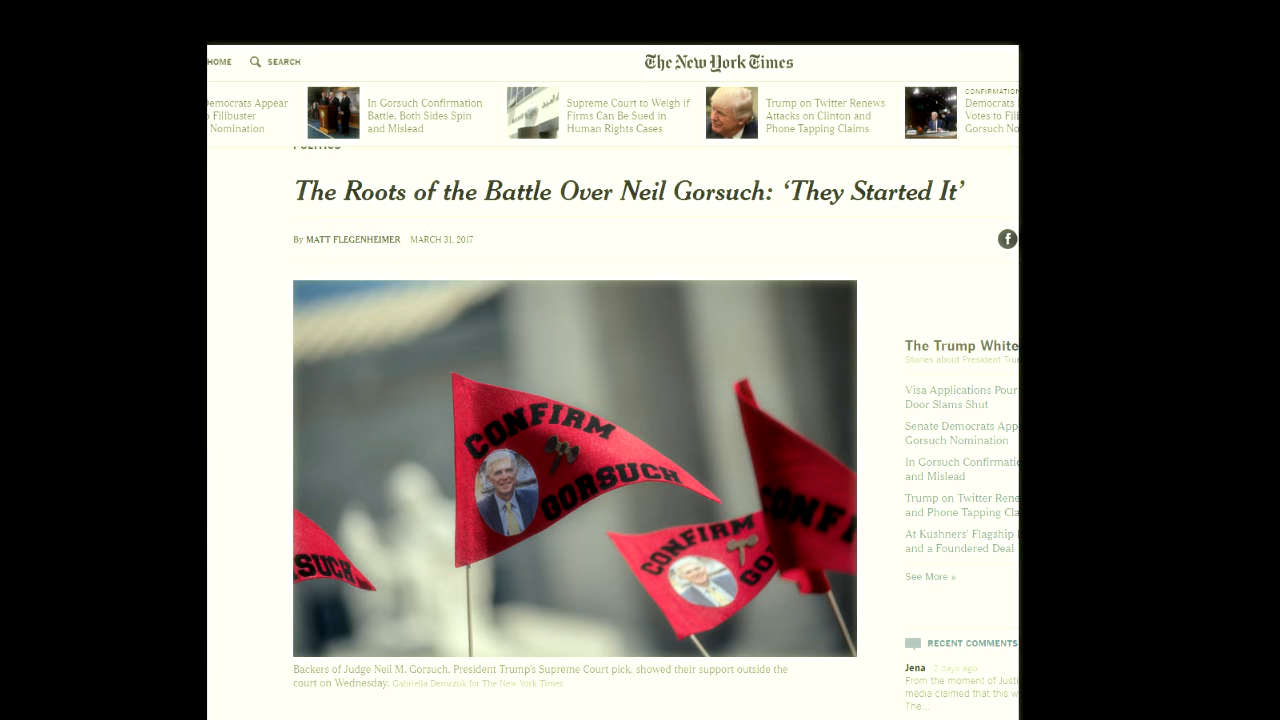 HOME SEARCH The New York Times
Democrats Appear
Filibuster
Nomination
In Gorsuch Confirmation
Battle, Both Sides Spin
and Mislead
Supreme Court to Weigh if
Firms Can Be Sued in
Human Rights Cases
Trump on Twitter Renews
Attacks on Clinton and
Phone Tapping Claims
CONFIRMATION
Democrats
Votes to Fili
Gorsuch No
POLITICS
The Roots of the Battle Over Neil Gorsuch: ‘They Started It’
By MATT FLEGENHEIMER MARCH 31, 2017
f
CONFIRM
GORSUCH
CONFIRM
GO
CONFI
SUCH
Backers of Judge Neil M. Gorsuch, President Trump's Supreme Court pick, showed their support outside the
court on Wednesday. Gabriella Demczuk for The New York Times
The Trump White
Stories about President Trum
Visa Applications Pour
Door Slams Shut
Senate Democrats App
Gorsuch Nomination
In Gorsuch Confirmatio
and Mislead
Trump on Twitter Rene
and Phone Tapping Cla
At Kushners' Flagship
and a Foundered Deal
See More »
RECENT COMMENTS
Jena 2 days ago
From the moment of Justi
media claimed that this w
The...